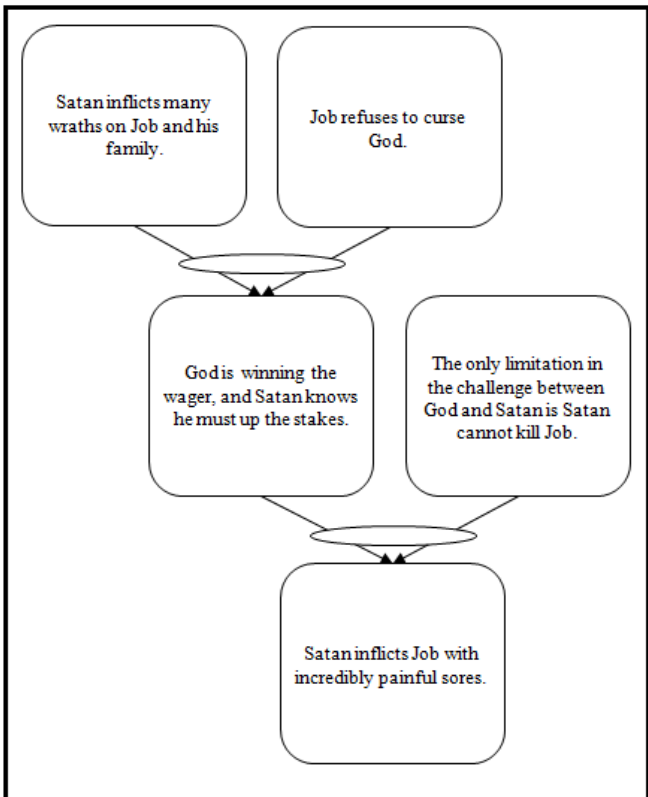 Satan inflicts many
wraths on Job and his
family.
Job refuses to curse
God.
God is winning the
wager, and Satan knows
he must up the stakes.
The only limitation in
the challenge between
God and Satan is Satan
cannot kill Job.
Satan inflicts Job with
incredibly painful sores.